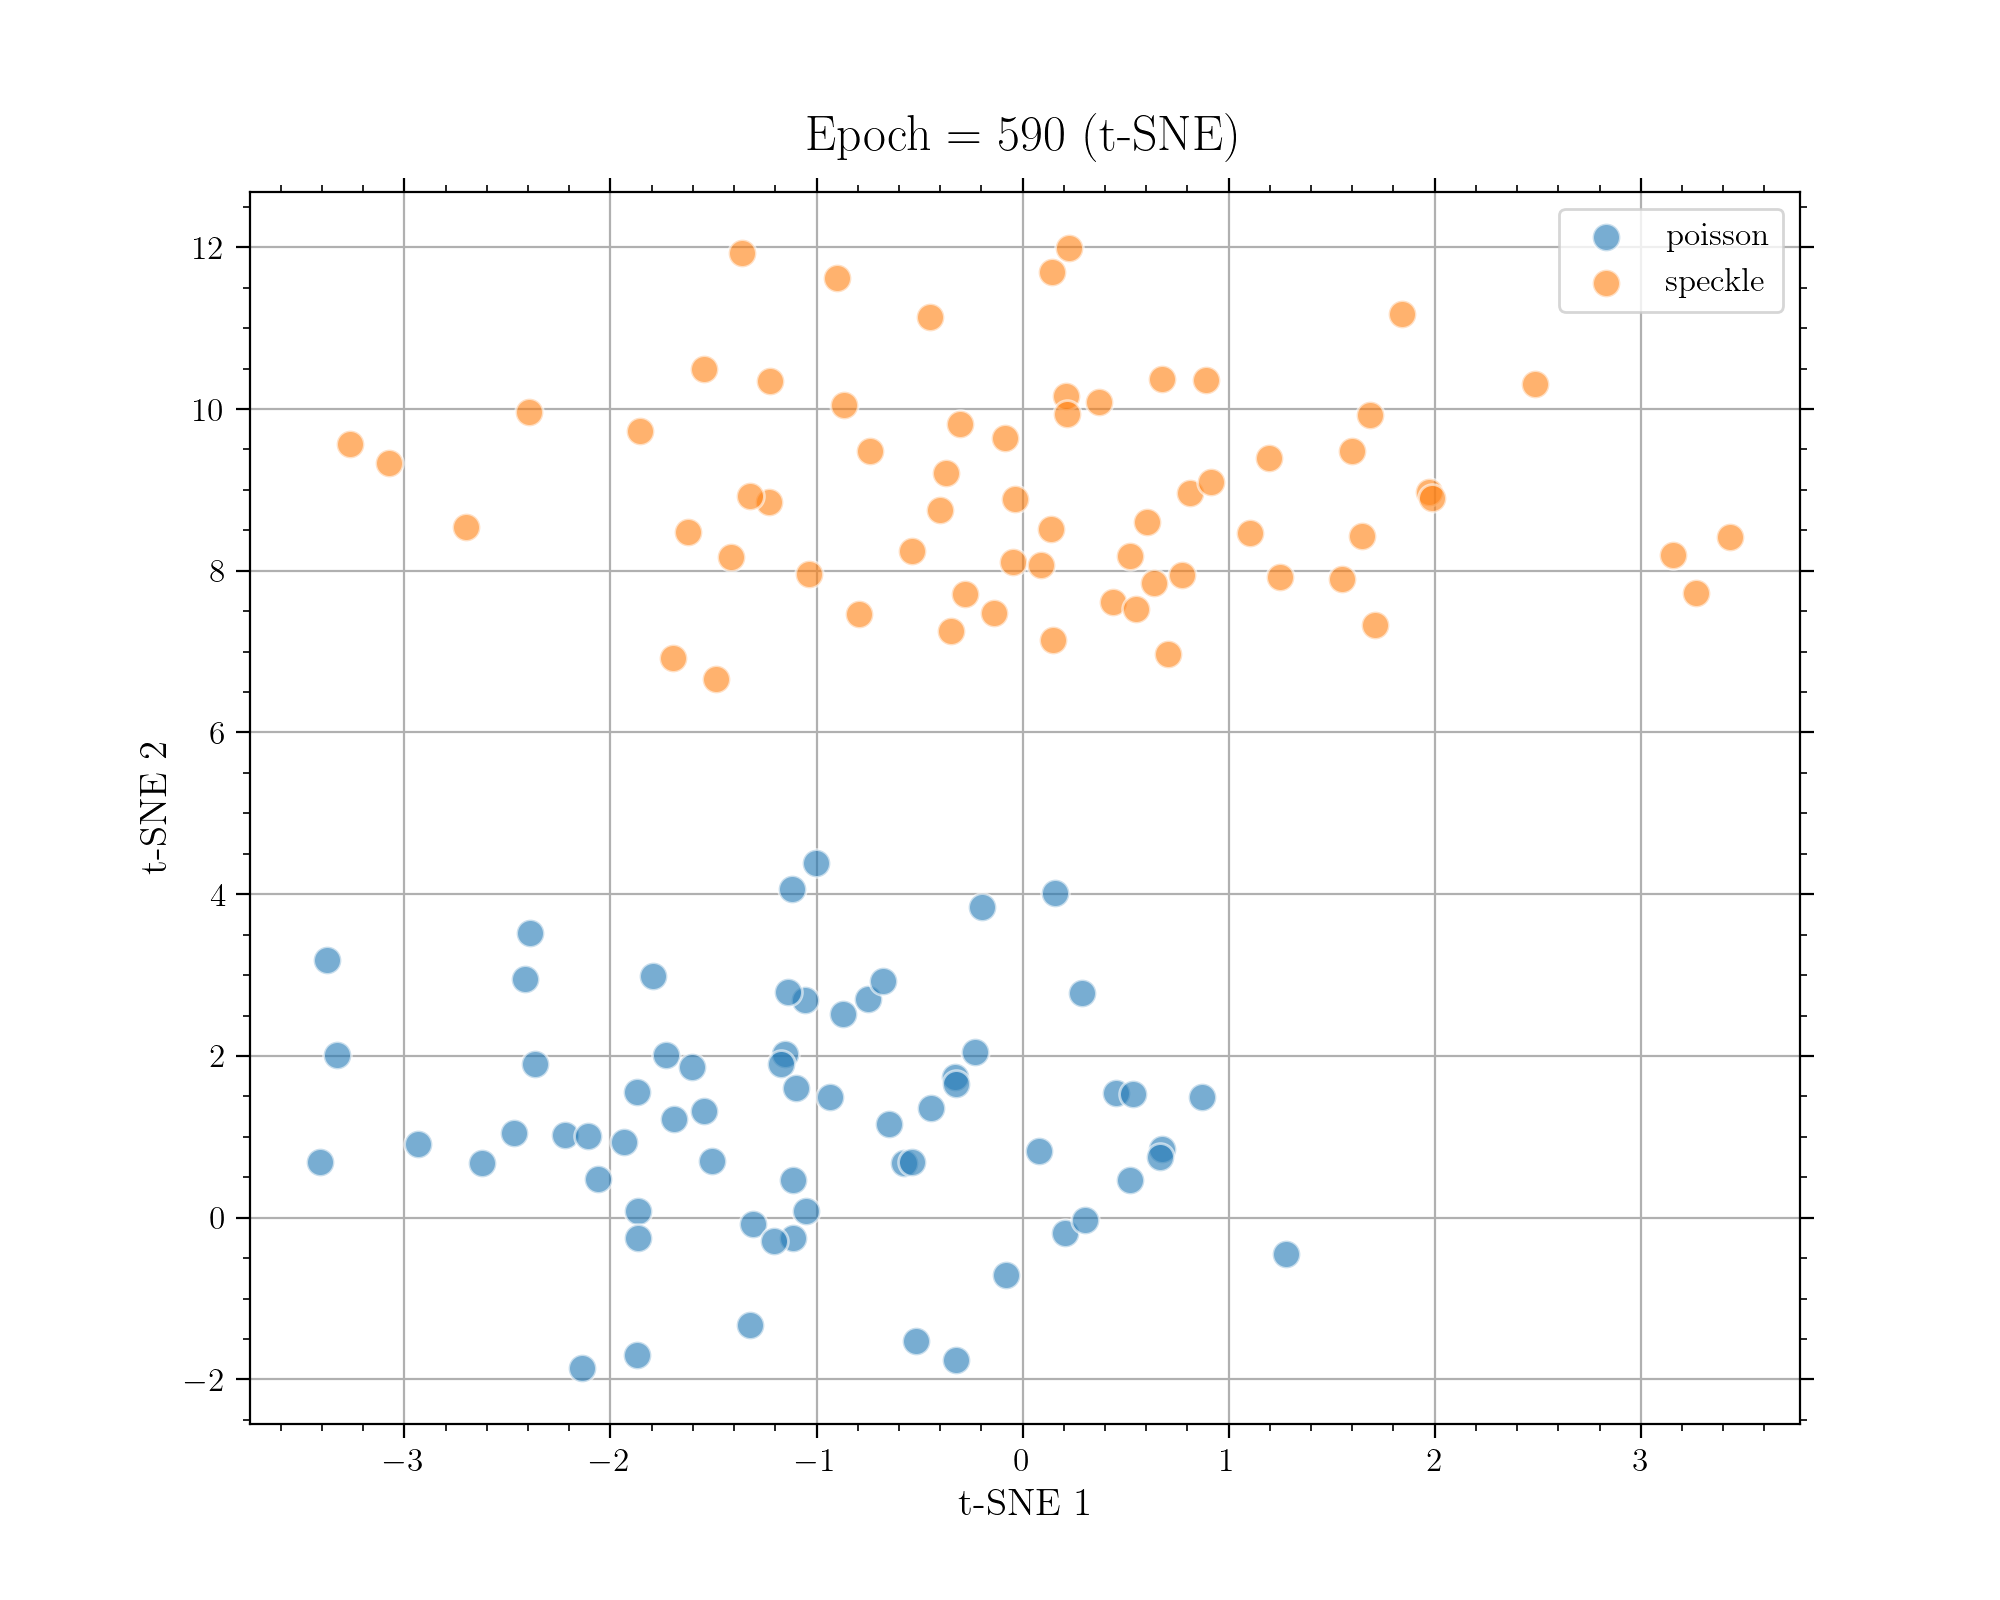 Epoch = 590 (t-SNE)
poisson
speckle
12
10
8
6
4
2
0
−2
t-SNE 2
−3 −2 −1 0 1 2 3
t-SNE 1